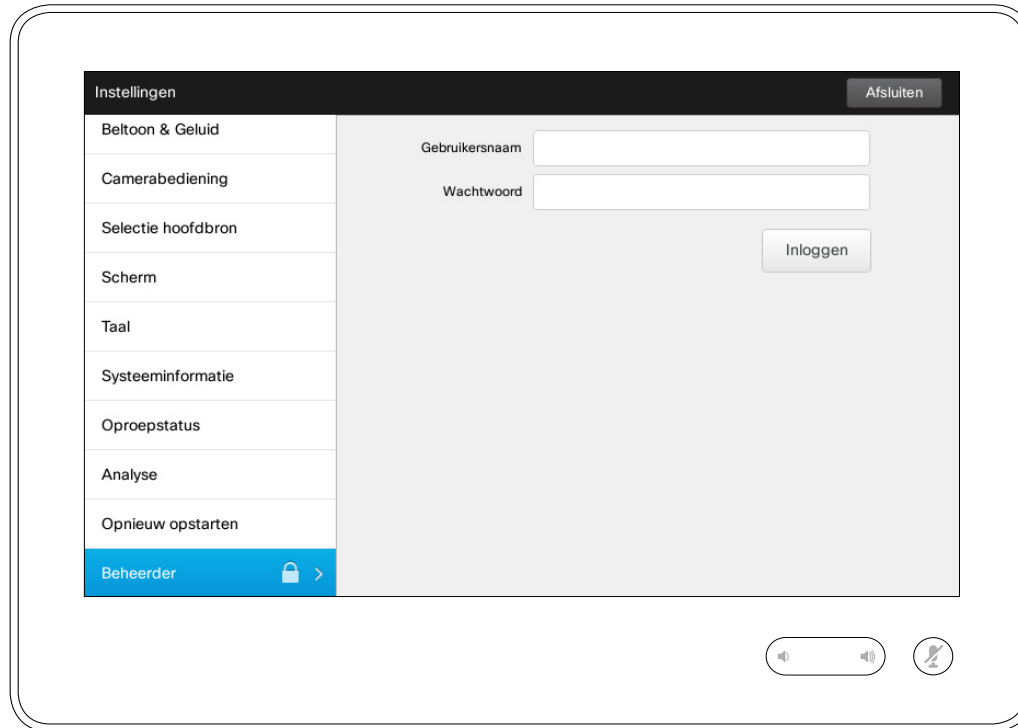 Instellingen
Afsluiten
Beltoon & Geluid
Camerabediening
Selectie hoofdbron
Scherm
Taal
Systeeminformatie
Oproepstatus
Analyse
Opnieuw opstarten
Beheerder
Gebruikersnaam
Wachtwoord
Inloggen